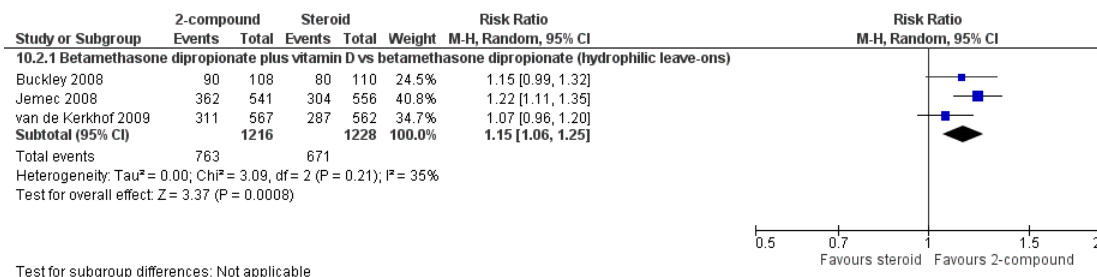 2-compound Steroid Risk Ratio Risk Ratio
Study or Subgroup Events Total Events Total Weight M-H, Random, 95% CI M-H, Random, 95% CI
10.2.1 Betamethasone dipropionate plus vitamin D vs betamethasone dipropionate (hydrophilic leave-ons)
Buckley 2008 90 108 80 110 24.5% 1.15 [0.99, 1.32]
Jemec 2008 362 541 304 556 40.8% 1.22 [1.11, 1.35]
van de Kerkhof 2009 311 567 287 562 34.7% 1.07 [0.96, 1.20]
Subtotal (95% CI) 1216 1228 100.0% 1.15 [1.06, 1.25]
Total events 763 671
Heterogeneity: Tau² = 0.00; Chi² = 3.09, df = 2 (P = 0.21); I² = 35%
Test for overall effect: Z = 3.37 (P = 0.0008)
0.5 0.7 1 1.5 2
Favours steroid Favours 2-compound
Test for subgroup differences: Not applicable